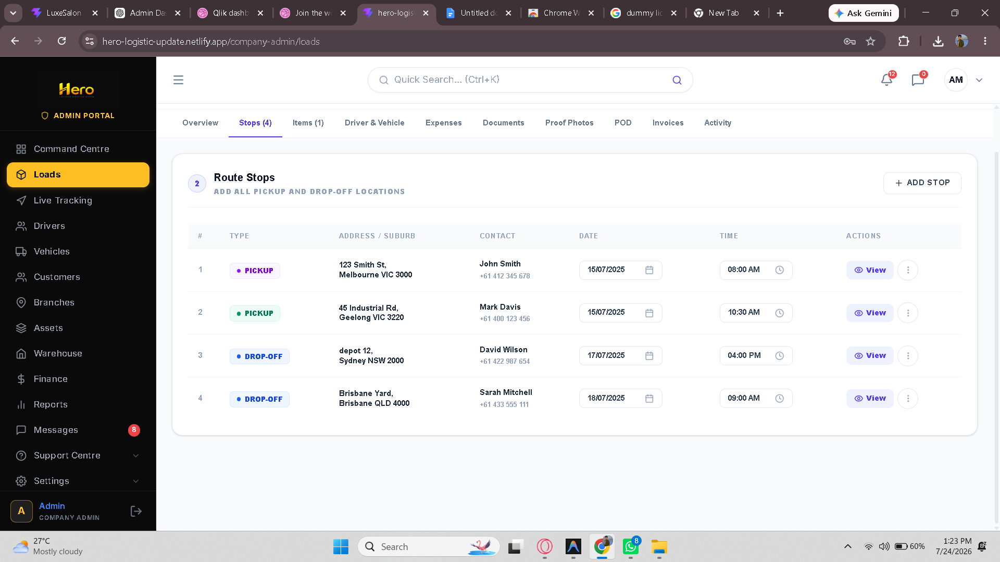 LuxeSalon
Admin Da
Qlik dashb
Join the w
hero-logis
Untitled d
Chrome W
dummy lic
New Tab
Ask Gemini
hero-logistic-update.netlify.app/company-admin/loads
Hero
ADMIN PORTAL
Quick Search... (Ctrl+K)
12
0
AM
Overview
Stops (4)
Items (1)
Driver & Vehicle
Expenses
Documents
Proof Photos
POD
Invoices
Activity
Command Centre
Loads
Live Tracking
Drivers
Vehicles
Customers
Branches
Assets
Warehouse
Finance
Reports
Messages 8
Support Centre
Settings
A
Admin
COMPANY ADMIN
2
Route Stops
ADD ALL PICKUP AND DROP-OFF LOCATIONS
+ ADD STOP
# TYPE ADDRESS / SUBURB CONTACT DATE TIME ACTIONS
1 PICKUP 123 Smith St, John Smith 15/07/2025 08:00 AM View
Melbourne VIC 3000 +61 412 345 678
2 PICKUP 45 Industrial Rd, Mark Davis 15/07/2025 10:30 AM View
Geelong VIC 3220 +61 400 123 456
3 DROP-OFF depot 12, David Wilson 17/07/2025 04:00 PM View
Sydney NSW 2000 +61 422 987 654
4 DROP-OFF Brisbane Yard, Sarah Mitchell 18/07/2025 09:00 AM View
Brisbane QLD 4000 +61 433 555 111
27°C
Mostly cloudy
Search
8
60%
1:23 PM
7/24/2026